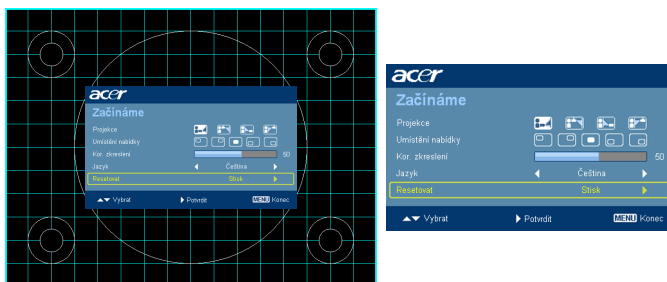 acer
Začínáme
Projekce
Umístění nabídky
Kor. zkreslení 50
Jazyk Čeština
Resetovat Stisk
Vybrat Potvrdit MENU Konec
acer
Začínáme
Projekce
Umístění nabídky
Kor. zkreslení 50
Jazyk Čeština
Resetovat Stisk
Vybrat Potvrdit MENU Konec